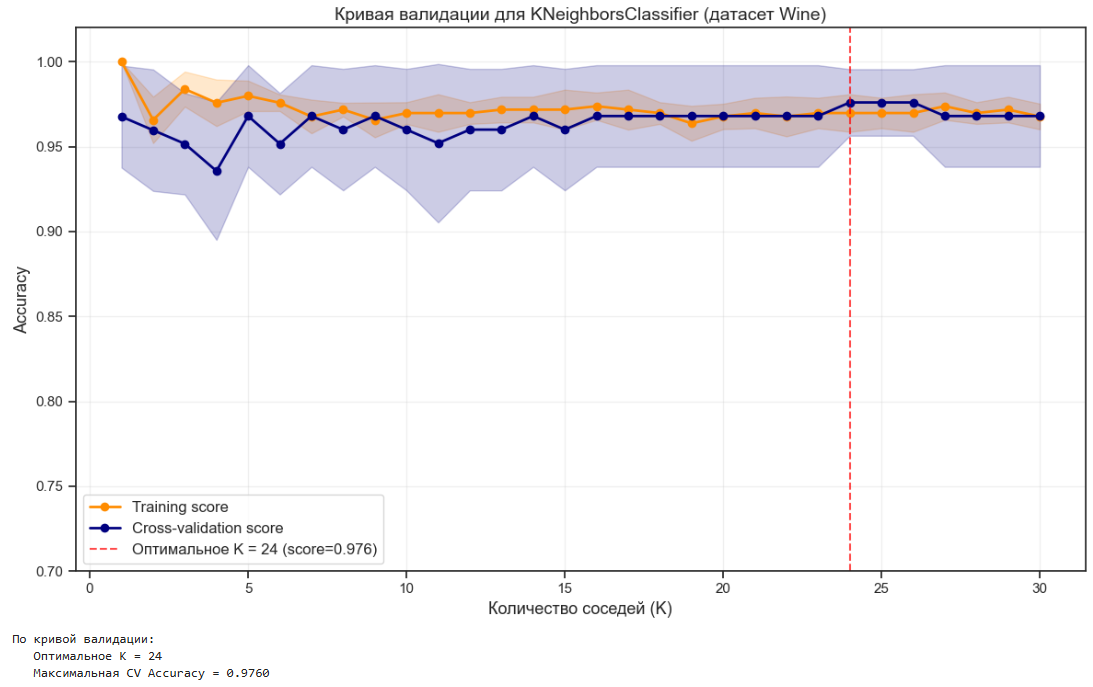 Кривая валидации для KNeighborsClassifier (датасет Wine)
1.00
0.95
0.90
0.85
0.80
0.75
0.70
Accuracy
Training score
Cross-validation score
Оптимальное K = 24 (score=0.976)
0 5 10 15 20 25 30
Количество соседей (K)
По кривой валидации:
Оптимальное K = 24
Максимальная CV Accuracy = 0.9760